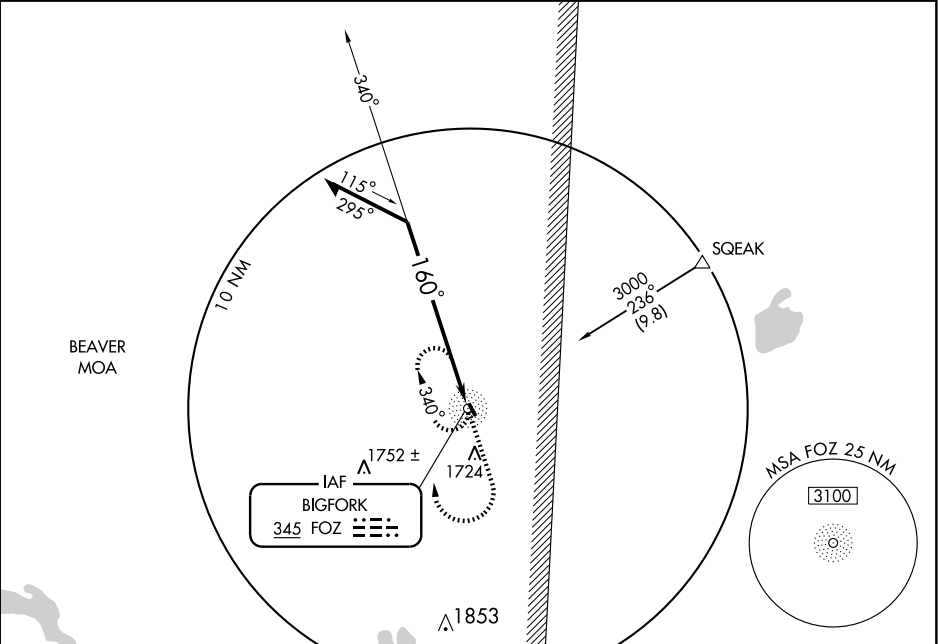 340°
115°
295°
10 NM
160°
SQEAK
3000
236°
(9.8)
BEAVER
MOA
340°
1752 ±
1724
IAF
BIGFORK
345 FOZ
MSA FOZ 25 NM
3100
1853